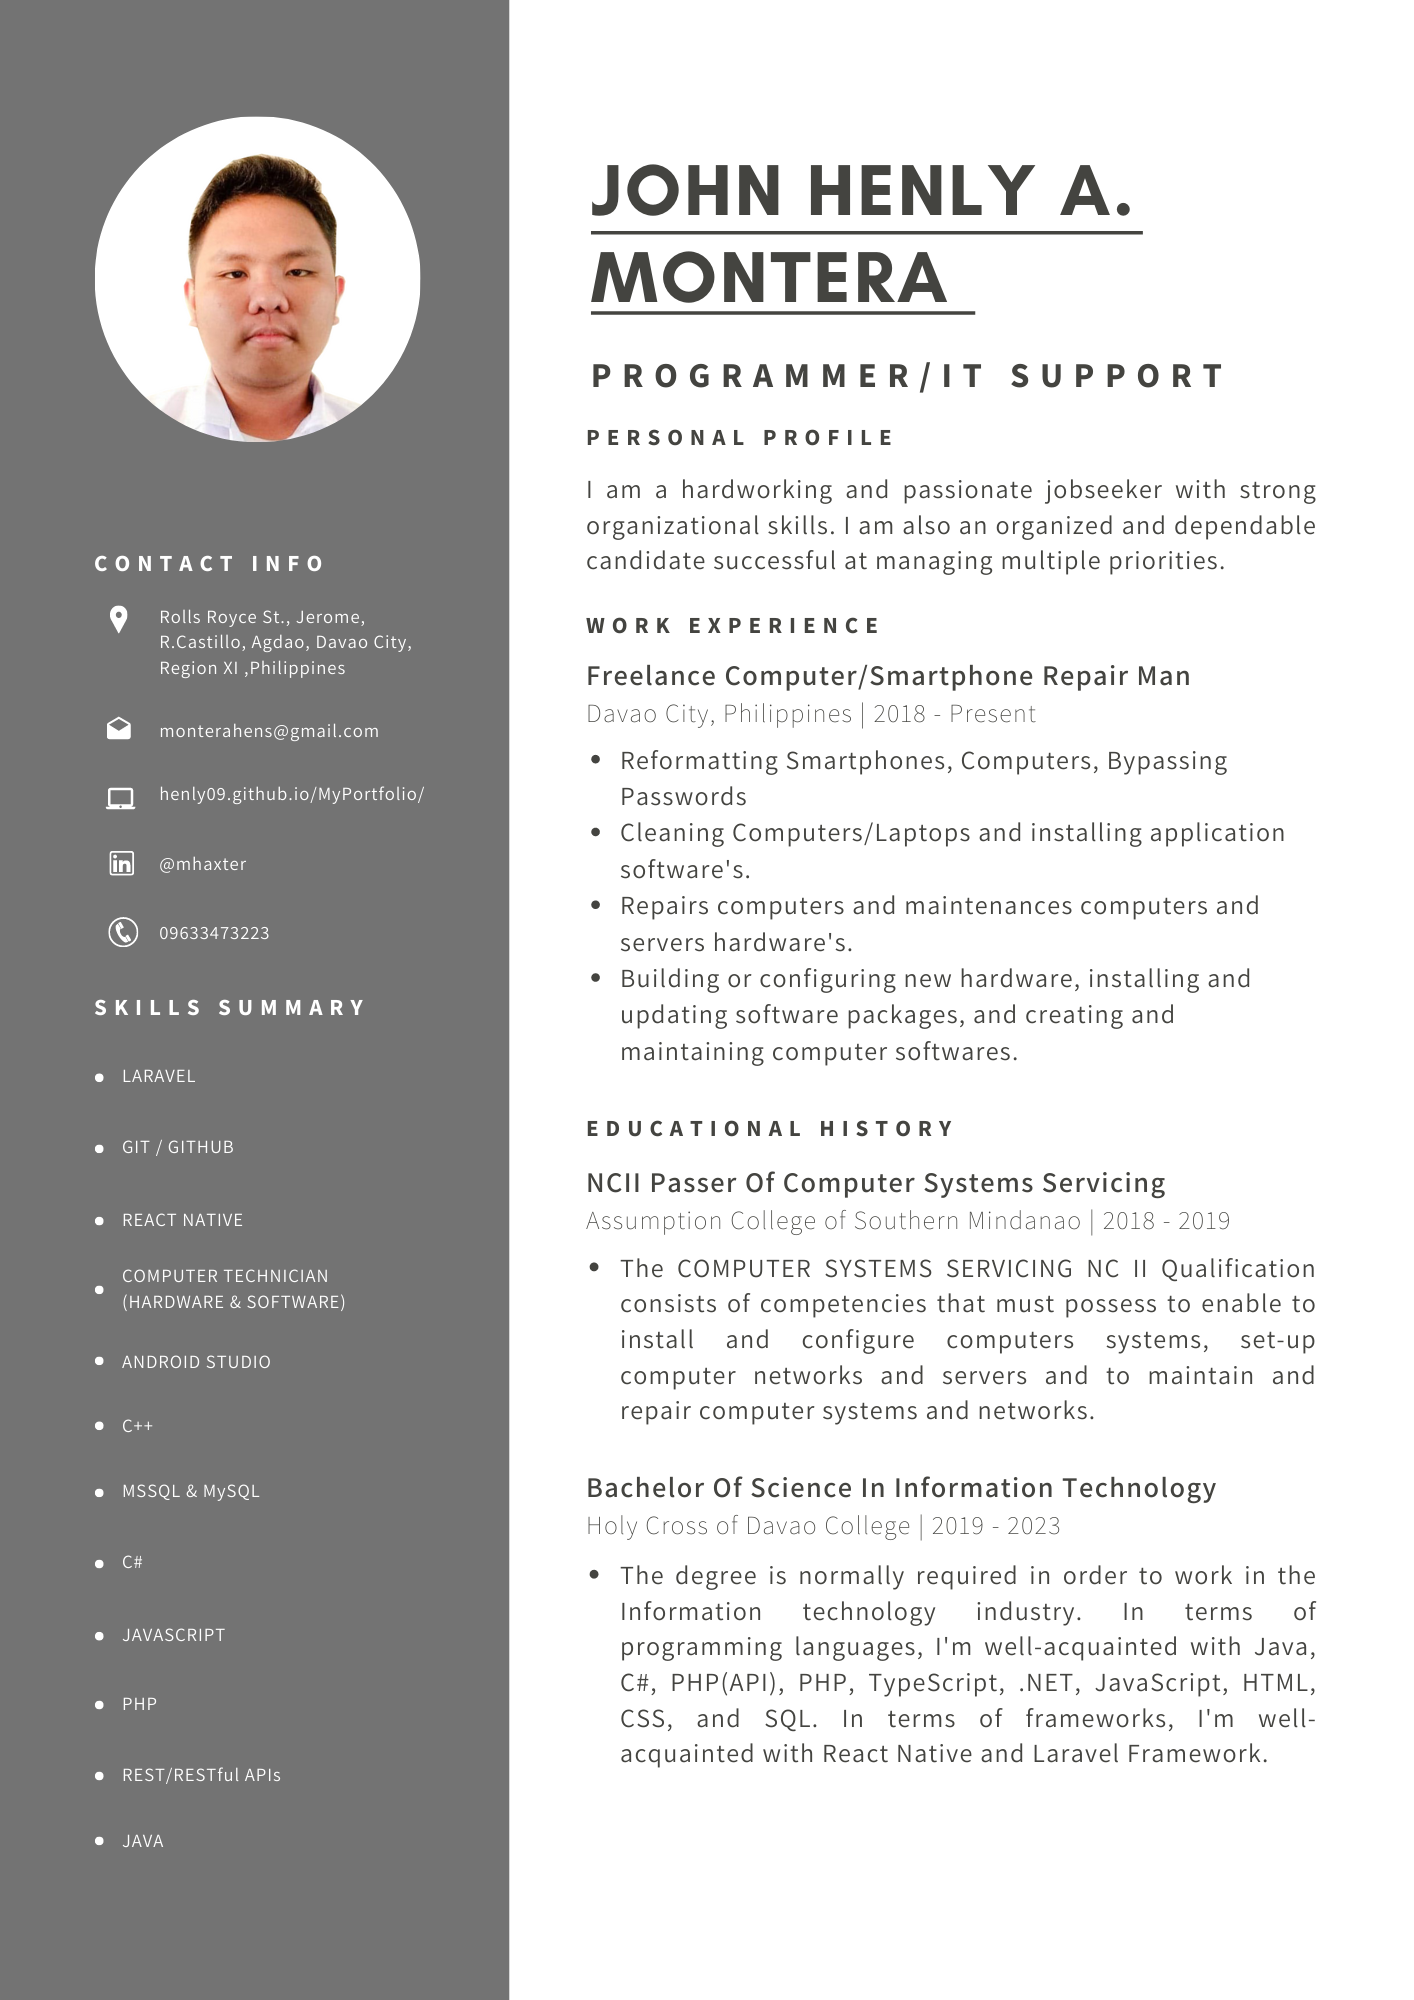 JOHN HENLY A.
MONTERA
PROGRAMMER/IT SUPPORT
PERSONAL PROFILE
I am a hardworking and passionate jobseeker with strong
organizational skills. I am also an organized and dependable
candidate successful at managing multiple priorities.
WORK EXPERIENCE
Freelance Computer/Smartphone Repair Man
Davao City, Philippines | 2018 - Present
• Reformatting Smartphones, Computers, Bypassing
Passwords
• Cleaning Computers/Laptops and installing application
software's.
• Repairs computers and maintenances computers and
servers hardware's.
• Building or configuring new hardware, installing and
updating software packages, and creating and
maintaining computer softwares.
EDUCATIONAL HISTORY
NCII Passer Of Computer Systems Servicing
Assumption College of Southern Mindanao | 2018 - 2019
• The COMPUTER SYSTEMS SERVICING NC II Qualification
consists of competencies that must possess to enable to
install and configure computers systems, set-up
computer networks and servers and to maintain and
repair computer systems and networks.
Bachelor Of Science In Information Technology
Holy Cross of Davao College | 2019 - 2023
• The degree is normally required in order to work in the
Information technology industry. In terms of
programming languages, I'm well-acquainted with Java,
C#, PHP(API), PHP, TypeScript, .NET, JavaScript, HTML,
CSS, and SQL. In terms of frameworks, I'm well-
acquainted with React Native and Laravel Framework.
CONTACT INFO
Rolls Royce St., Jerome,
R.Castillo, Agdao, Davao City,
Region XI ,Philippines
monterahens@gmail.com
henly09.github.io/MyPortfolio/
in
@mhaxter
09633473223
SKILLS SUMMARY
• LARAVEL
• GIT / GITHUB
• REACT NATIVE
• COMPUTER TECHNICIAN
(HARDWARE & SOFTWARE)
• ANDROID STUDIO
• C++
• MSSQL & MySQL
• C#
• JAVASCRIPT
• PHP
• REST/RESTful APIs
• JAVA